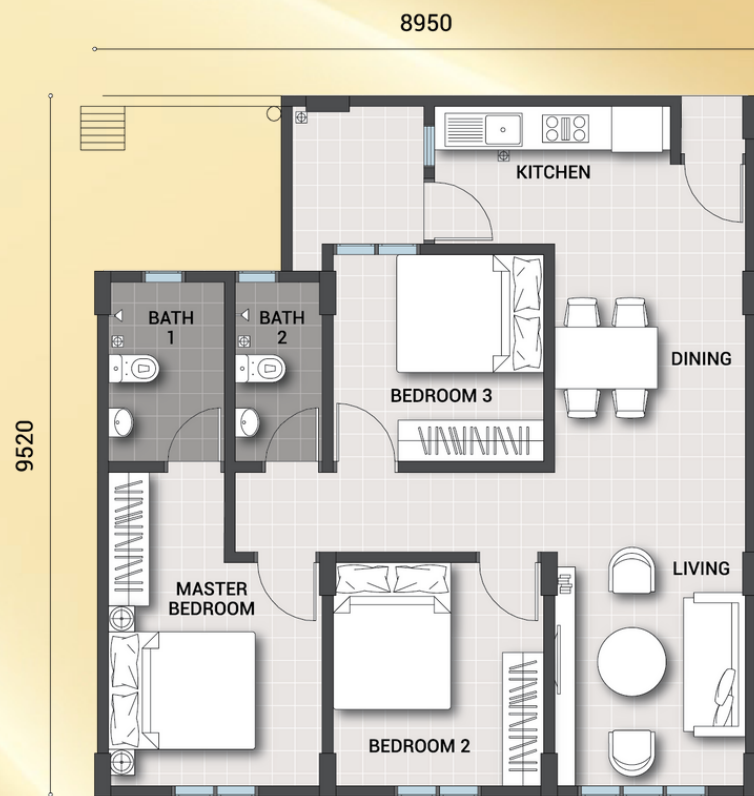 8950
KITCHEN
BATH
1
BATH
2
DINING
BEDROOM 3
9520
LIVING
MASTER
BEDROOM
BEDROOM 2